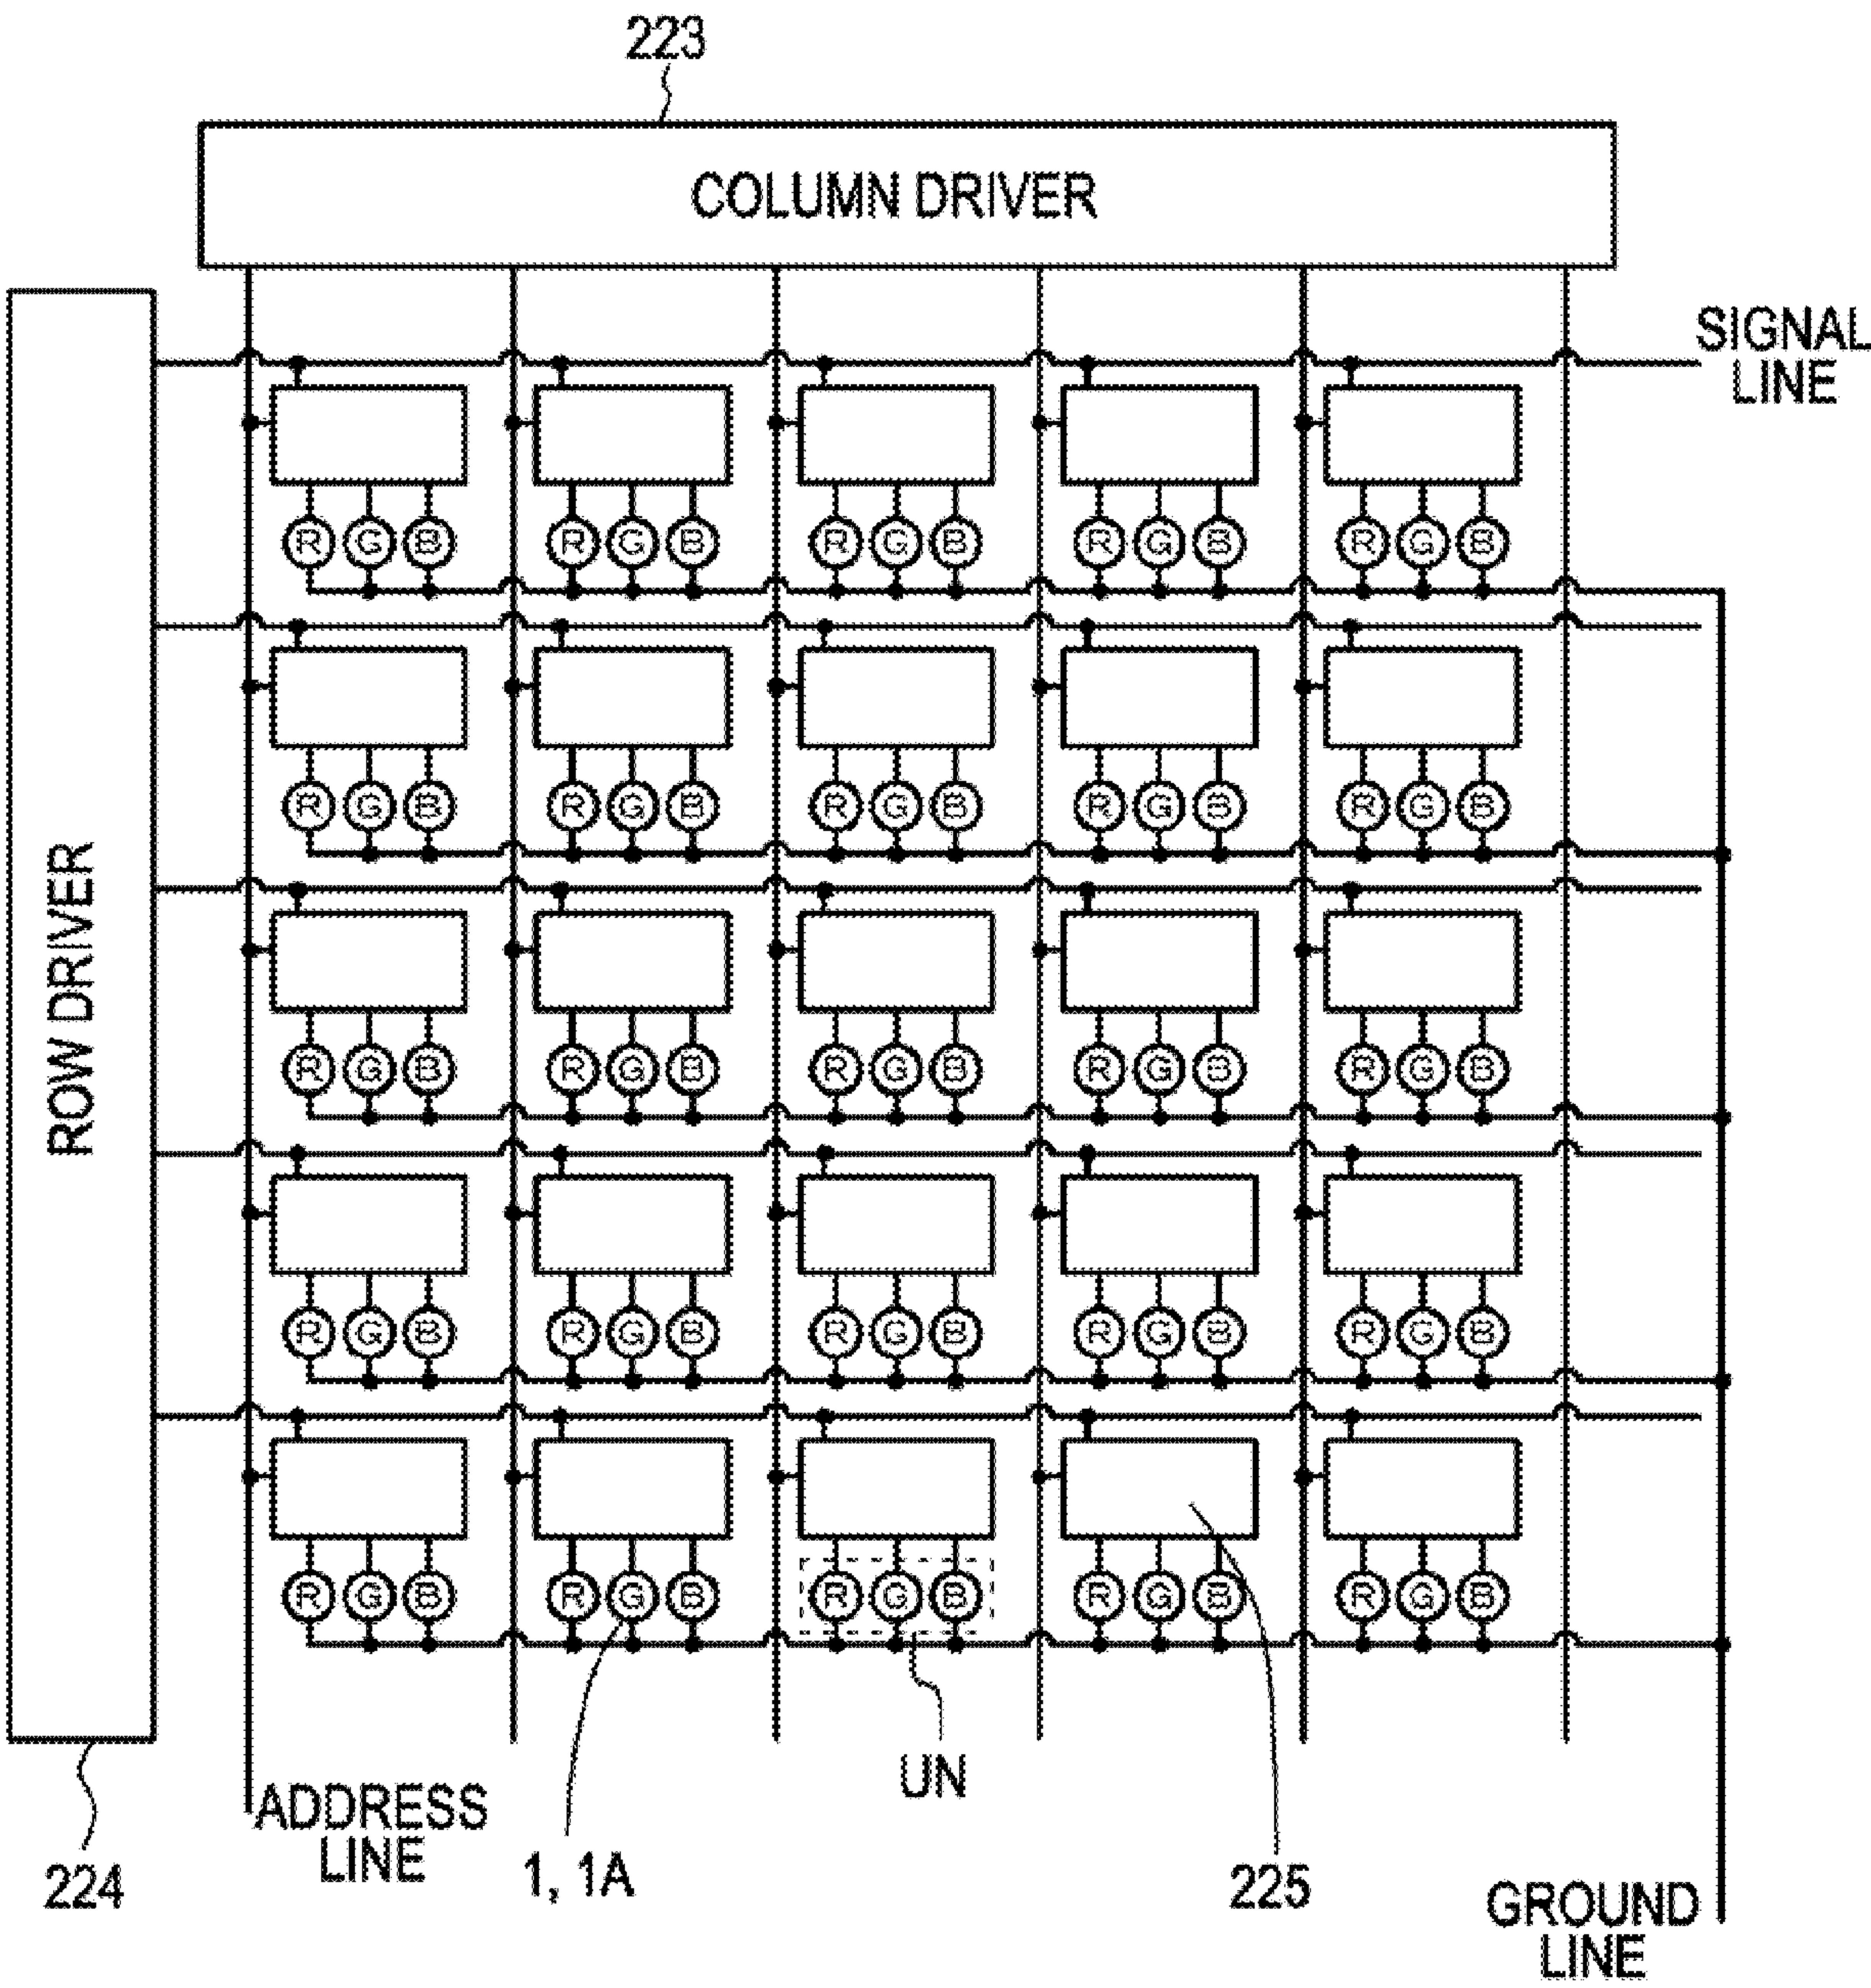 223
COLUMN DRIVER
SIGNAL
LINE
R G B R G B R G B R G B R G B
R G B R G B R G B R G B R G B
ROW DRIVER
R G B R G B R G B R G B R G B
R G B R G B R G B R G B R G B
R G B R G B R G B R G B R G B
UN
ADDRESS
LINE
224
1, 1A
225
GROUND
LINE